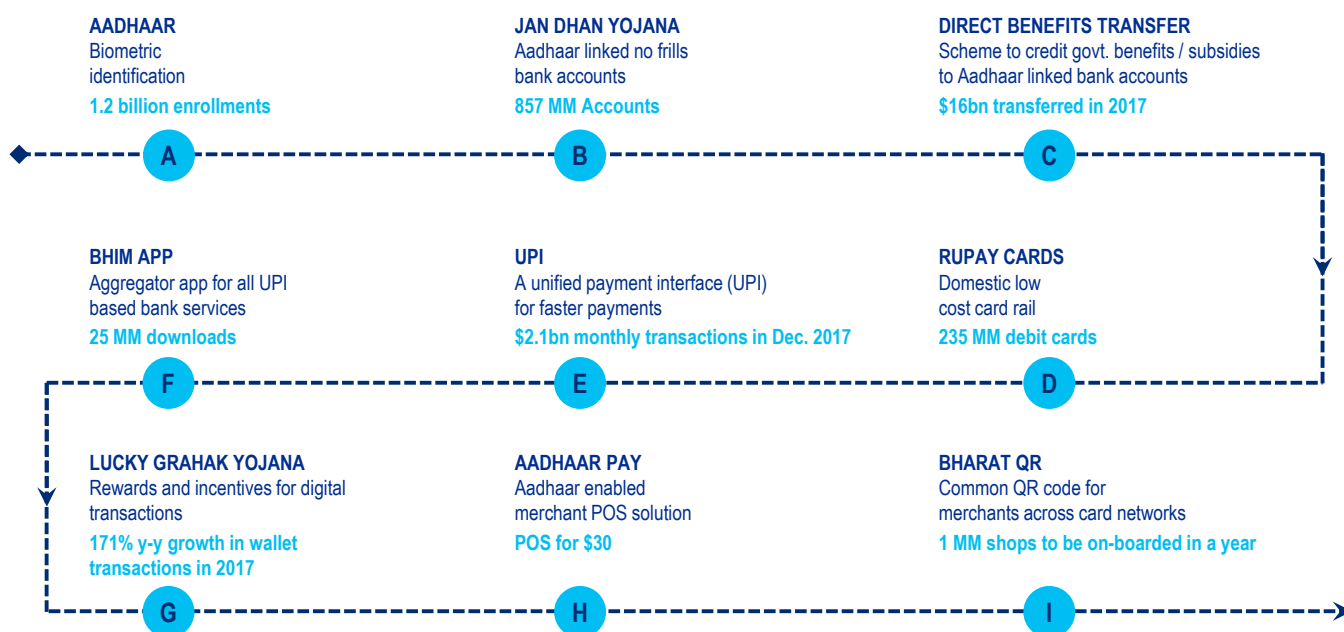 AADHAAR
Biometric
identification
1.2 billion enrollments
A
JAN DHAN YOJANA
Aadhaar linked no frills
bank accounts
857 MM Accounts
B
DIRECT BENEFITS TRANSFER
Scheme to credit govt. benefits / subsidies
to Aadhaar linked bank accounts
$16bn transferred in 2017
C
RUPAY CARDS
Domestic low
cost card rail
235 MM debit cards
D
UPI
A unified payment interface (UPI)
for faster payments
$2.1bn monthly transactions in Dec. 2017
E
BHIM APP
Aggregator app for all UPI
based bank services
25 MM downloads
F
LUCKY GRAHAK YOJANA
Rewards and incentives for digital
transactions
171% y-y growth in wallet
transactions in 2017
G
AADHAAR PAY
Aadhaar enabled
merchant POS solution
POS for $30
H
BHARAT QR
Common QR code for
merchants across card networks
1 MM shops to be on-boarded in a year
I